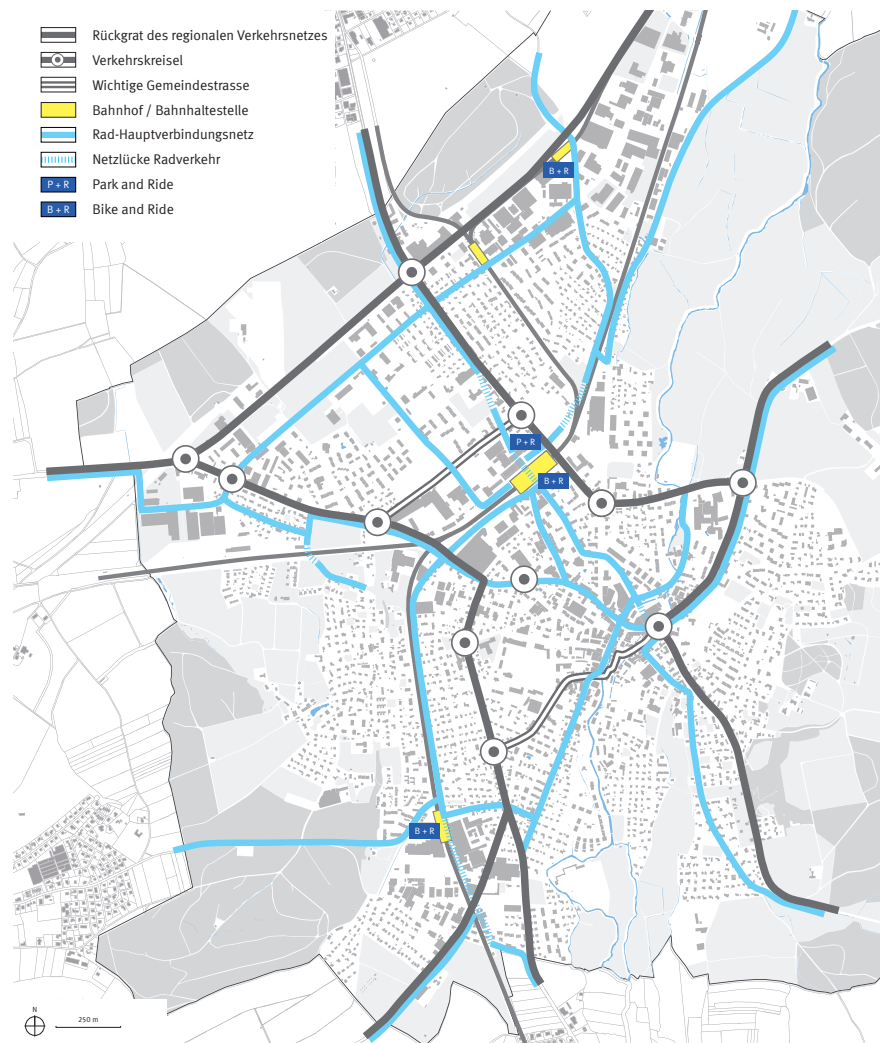 Rückgrat des regionalen Verkehrsnetzes
Verkehrskreisel
Wichtige Gemeindestrasse
Bahnhof / Bahnhaltestelle
Rad-Hauptverbindungsnetz
Netzlücke Radverkehr
P + R Park and Ride
B + R Bike and Ride
B + R
P + R
B + R
B + R
N
250 m